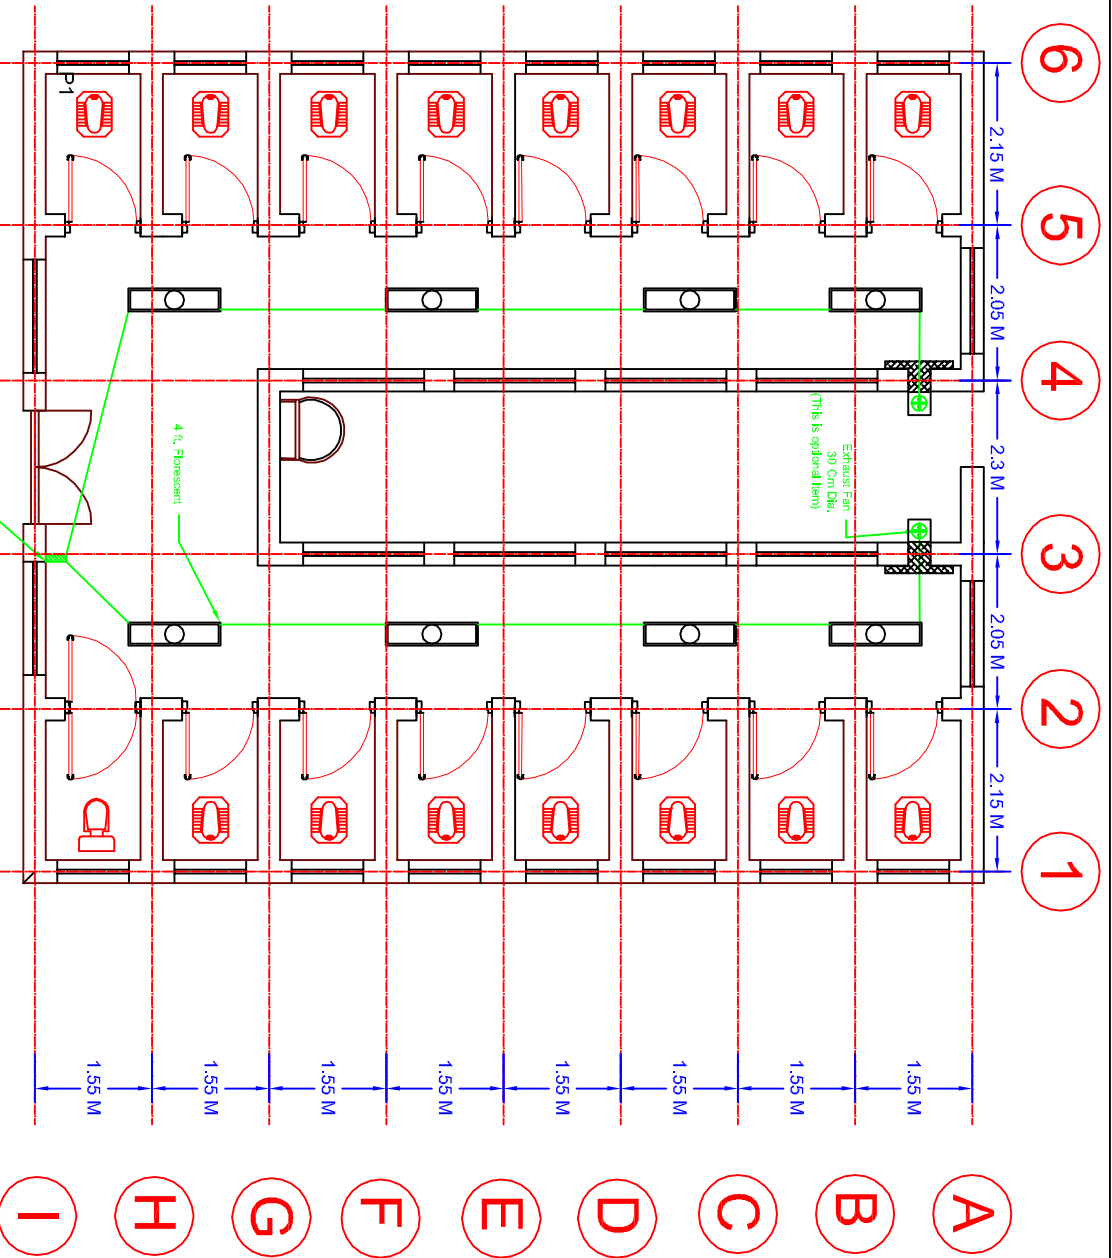 6
5
4
3
2
1
2.15 M
2.05 M
2.3 M
2.05 M
2.15 M
P1
4 ft. Florescent
Exhaust Fan
30 Cm Dia.
(This is optional Item)
1.55 M
1.55 M
1.55 M
1.55 M
1.55 M
1.55 M
1.55 M
1.55 M
I
H
G
F
E
D
C
B
A